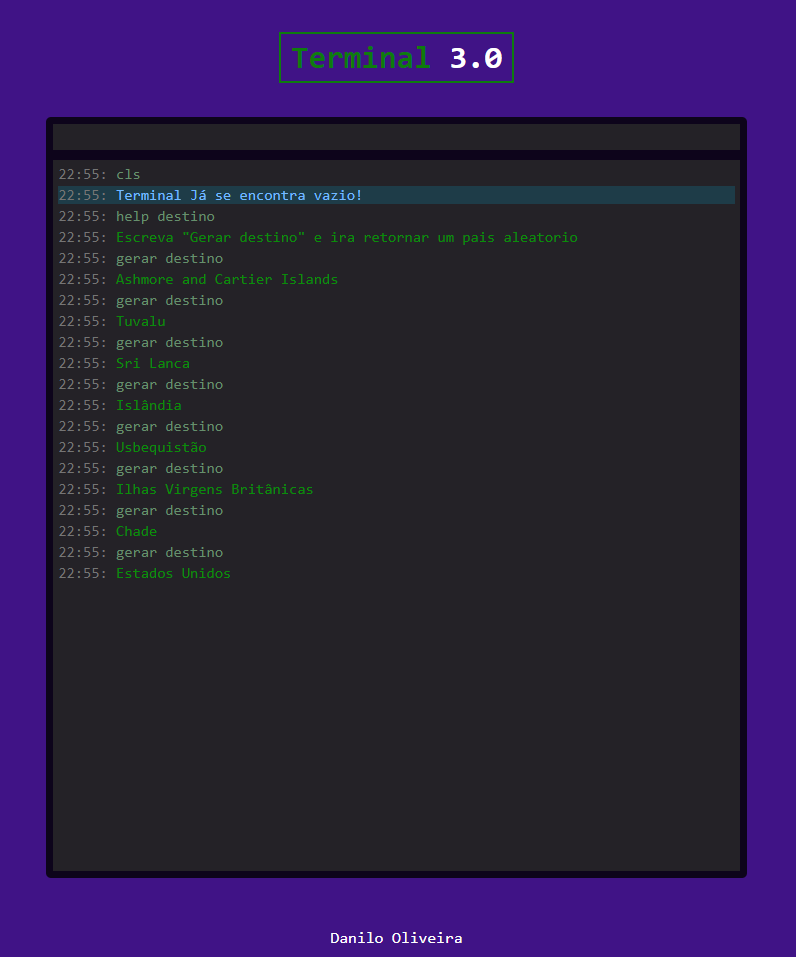 Terminal 3.0
22:55: cls
22:55: Terminal Já se encontra vazio!
22:55: help destino
22:55: Escreva "Gerar destino" e ira retornar um pais aleatorio
22:55: gerar destino
22:55: Ashmore and Cartier Islands
22:55: gerar destino
22:55: Tuvalu
22:55: gerar destino
22:55: Sri Lanca
22:55: gerar destino
22:55: Islândia
22:55: gerar destino
22:55: Usbequistão
22:55: gerar destino
22:55: Ilhas Virgens Britânicas
22:55: gerar destino
22:55: Chade
22:55: gerar destino
22:55: Estados Unidos
Danilo Oliveira